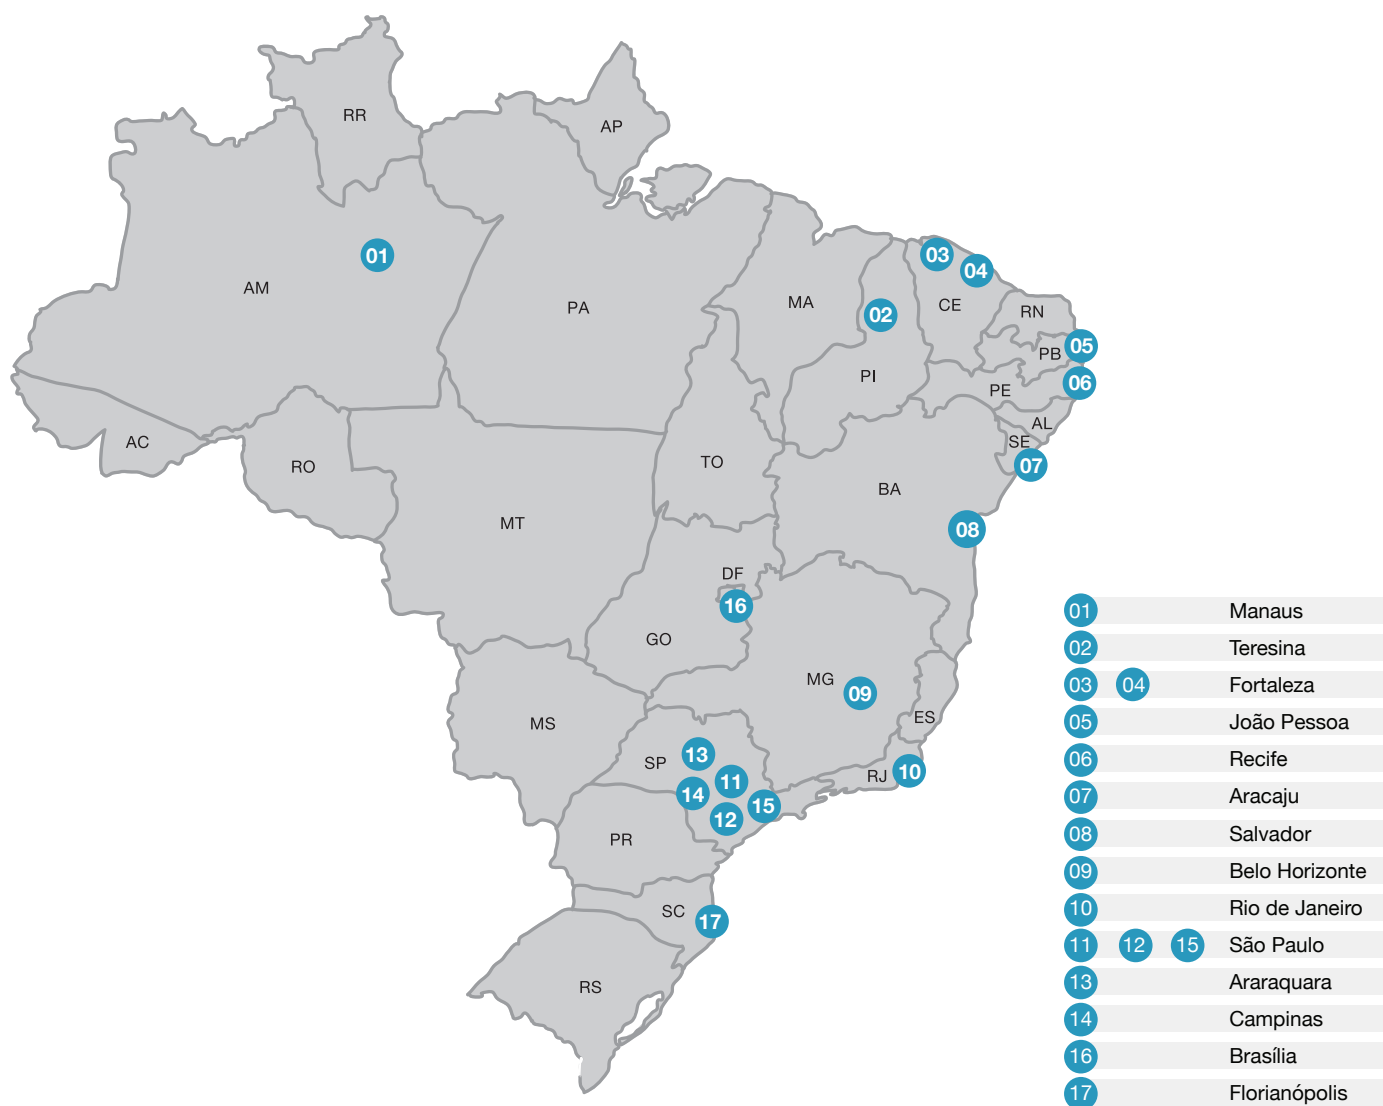 RR
AP
01
AM
PA
MA
02
03
04
CE
RN
PB
05
PI
PE
06
AL
SE
07
AC
RO
TO
BA
MT
08
DF
16
GO
MG
09
MS
ES
SP
13
11
14
12
15
RJ
10
PR
SC
17
RS
01 Manaus
02 Teresina
03 04 Fortaleza
05 João Pessoa
06 Recife
07 Aracaju
08 Salvador
09 Belo Horizonte
10 Rio de Janeiro
11 12 15 São Paulo
13 Araraquara
14 Campinas
16 Brasília
17 Florianópolis